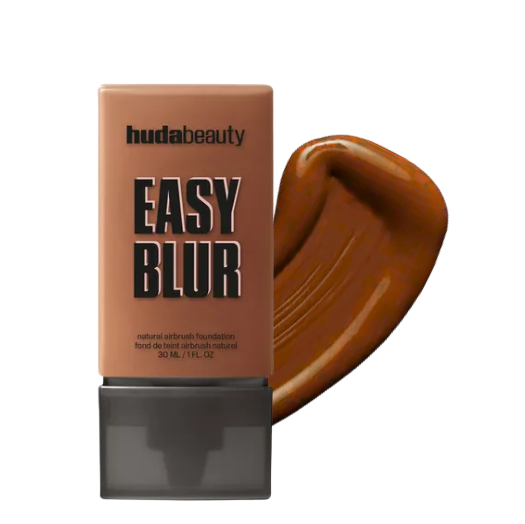 hudabeauty
EASY
BLUR
natural airbrush foundation
fond de teint airbrush naturel
30 ML / 1 FL. OZ